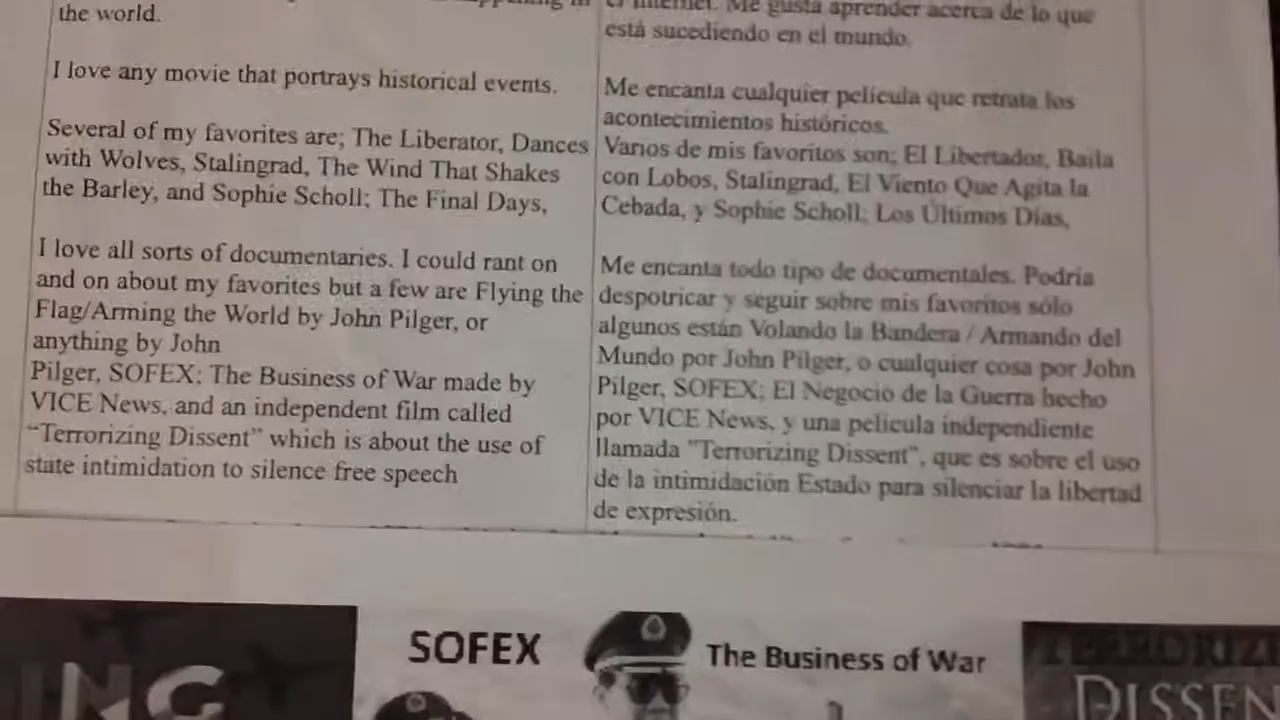 the world.
I love any movie that portrays historical events.
Several of my favorites are; The Liberator, Dances
with Wolves, Stalingrad, The Wind That Shakes
the Barley, and Sophie Scholl; The Final Days,
I love all sorts of documentaries. I could rant on
and on about my favorites but a few are Flying the
Flag/Arming the World by John Pilger, or
anything by John
Pilger, SOFEX; The Business of War made by
VICE News, and an independent film called
“Terrorizing Dissent” which is about the use of
state intimidation to silence free speech
el internet. Me gusta aprender acerca de lo que
está sucediendo en el mundo.
Me encanta cualquier película que retrata los
acontecimientos históricos.
Varios de mis favoritos son; El Libertador, Baila
con Lobos, Stalingrad, El Viento Que Agita la
Cebada, y Sophie Scholl; Los Últimos Días,
Me encanta todo tipo de documentales. Podría
despotricar y seguir sobre mis favoritos sólo
algunos están Volando la Bandera / Armando del
Mundo por John Pilger, o cualquier cosa por John
Pilger, SOFEX; El Negocio de la Guerra hecho
por VICE News, y una película independiente
llamada "Terrorizing Dissent", que es sobre el uso
de la intimidación Estado para silenciar la libertad
de expresión.
SOFEX
The Business of War